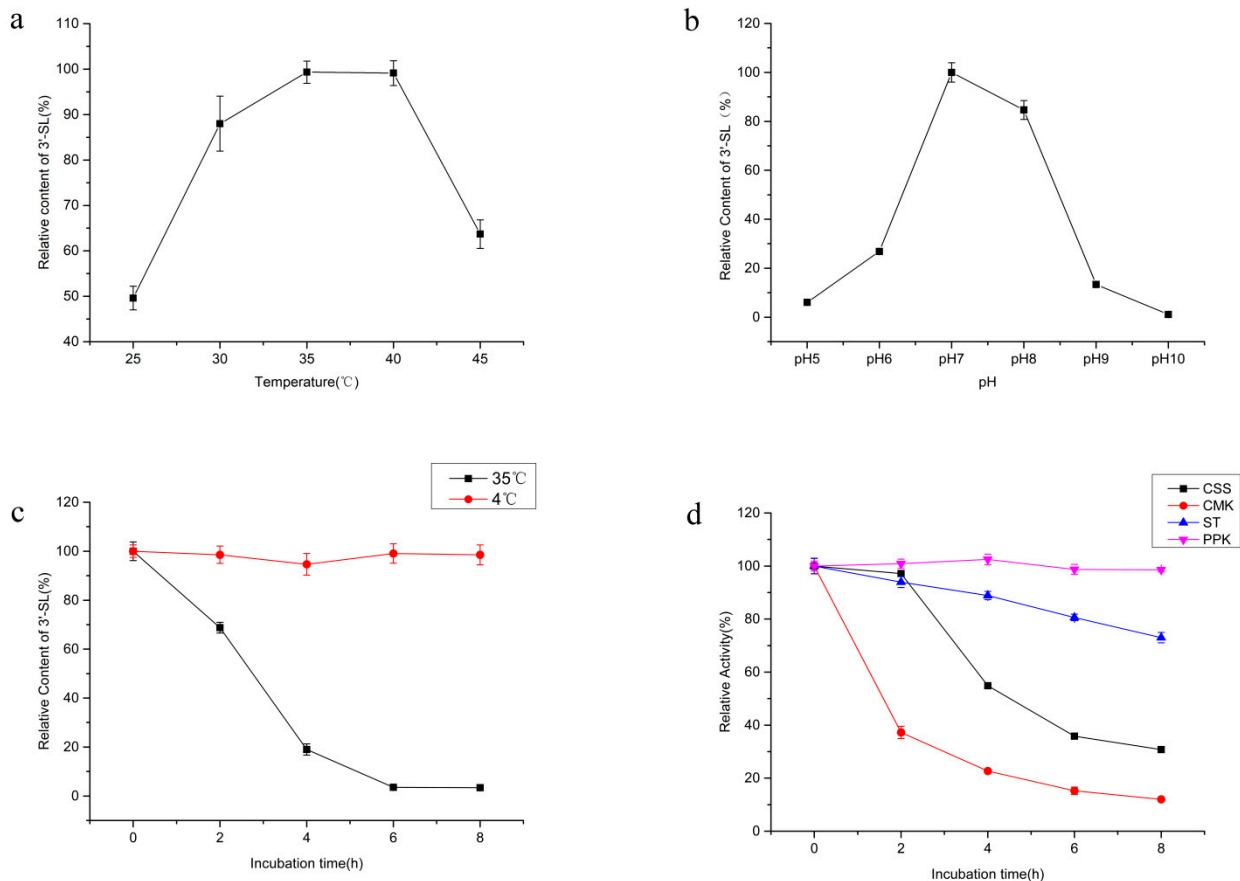 a
110
100
90
80
70
60
50
40
Relative content of 3'-SL(%)
25 30 35 40 45
Temperature(℃)
b
120
100
80
60
40
20
0
Relative Content of 3'-SL（%）
pH5 pH6 pH7 pH8 pH9 pH10
pH
c
35℃
4℃
120
100
80
60
40
20
0
Relative Content of 3'-SL(%)
0 2 4 6 8
Incubation time(h)
d
CSS
CMK
ST
PPK
120
100
80
60
40
20
0
Relative Activity(%)
0 2 4 6 8
Incubation time(h)